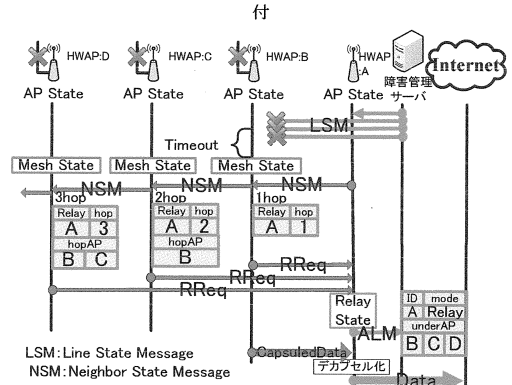 付
HWAP:D HWAP:C HWAP:B HWAP:A 障害管理サーバ Internet
AP State AP State AP State AP State
LSM
Timeout
Mesh State Mesh State Mesh State
NSM NSM NSM
3hop 2hop 1hop
Relay hop Relay hop Relay hop
A 3 A 2 A 1
hopAP hopAP
B C B
RReq
RReq
RReq
Relay State
ALM
ID mode
A Relay
underAP
B C D
CapsuledData
デカプセル化
Data
LSM:Line State Message
NSM:Neighbor State Message